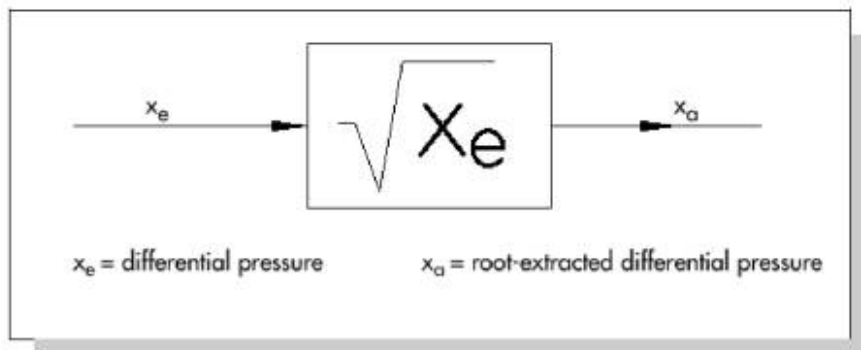 xₑ xₐ
√xₑ
xₑ = differential pressure xₐ = root-extracted differential pressure